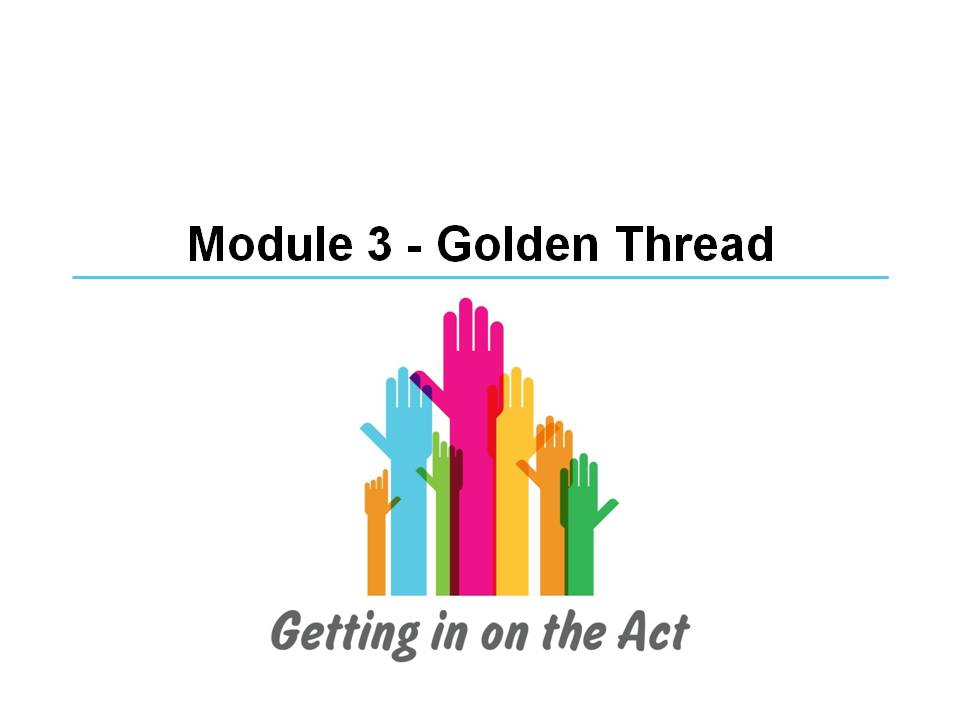 Module 3 - Golden Thread
Getting in on the Act